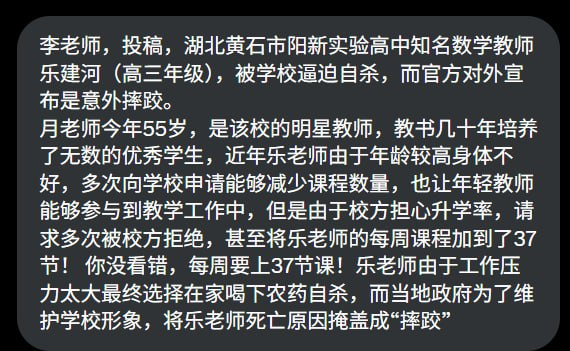 李老师，投稿，湖北黄石市阳新实验高中知名数学教师
乐建河（高三年级），被学校逼迫自杀，而官方对外宣
布是意外摔跤。
月老师今年55岁，是该校的明星教师，教书几十年培养
了无数的优秀学生，近年乐老师由于年龄较高身体不
好，多次向学校申请能够减少课程数量，也让年轻教师
能够参与到教学工作中，但是由于校方担心升学率，请
求多次被校方拒绝，甚至将乐老师的每周课程加到了37
节！ 你没看错，每周要上37节课！乐老师由于工作压
力太大最终选择在家喝下农药自杀，而当地政府为了维
护学校形象，将乐老师死亡原因掩盖成“摔跤”